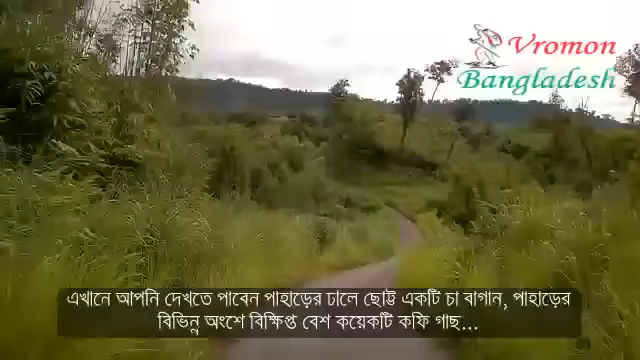 Vromon
Bangladesh
এখানে আপনি দেখতে পাবেন পাহাড়ের ঢালে ছোট্ট একটি চা বাগান, পাহাড়ের
বিভিন্ন অংশে বিক্ষিপ্ত বেশ কয়েকটি কফি গাছ...